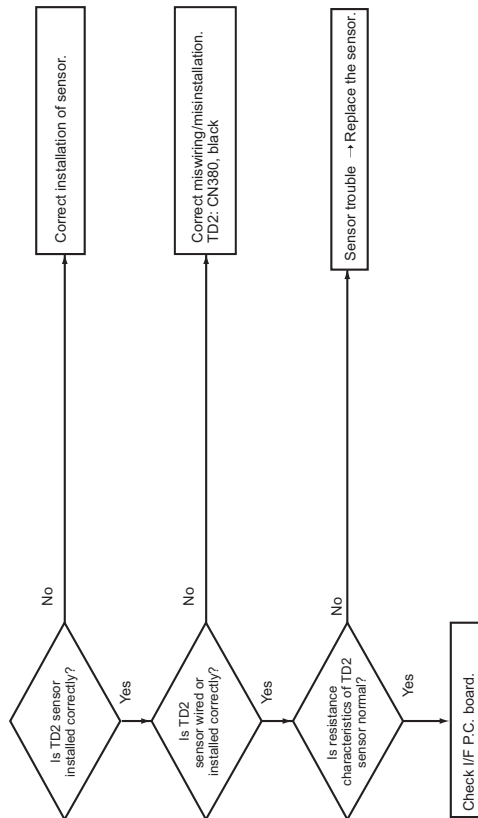 Is TD2 sensor
installed correctly?
No
Correct installation of sensor.
Yes
Is TD2
sensor wired or
installed correctly?
No
Correct miswiring/misinstallation.
TD2: CN380, black
Yes
Is resistance
characteristics of TD2
sensor normal?
No
Sensor trouble → Replace the sensor.
Yes
Check I/F P.C. board.